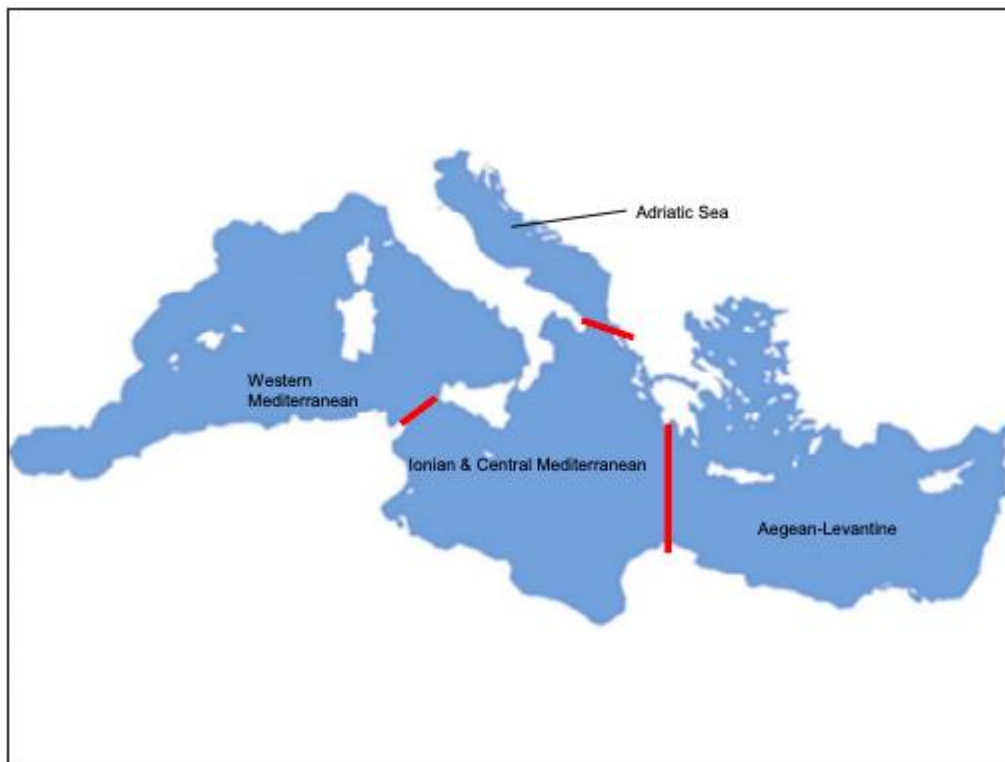 Adriatic Sea
Western
Mediterranean
Ionian & Central Mediterranean
Aegean-Levantine